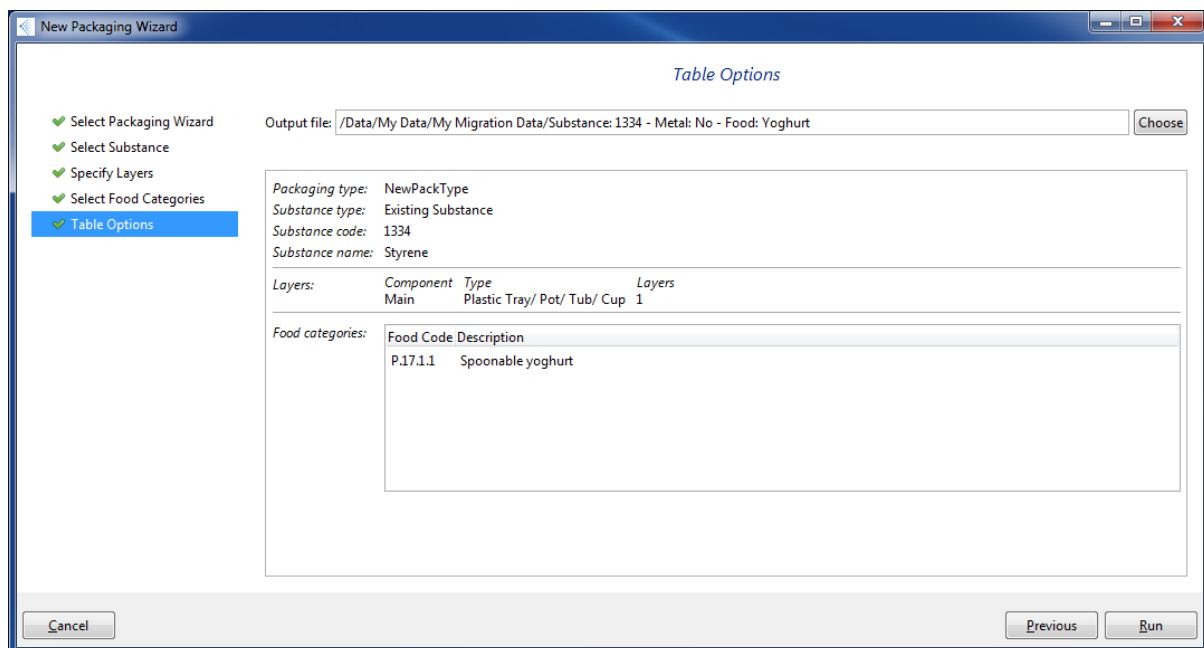 New Packaging Wizard
Table Options
Select Packaging Wizard
Select Substance
Specify Layers
Select Food Categories
Table Options
Output file: /Data/My Data/My Migration Data/Substance: 1334 - Metal: No - Food: Yoghurt Choose
Packaging type: NewPackType
Substance type: Existing Substance
Substance code: 1334
Substance name: Styrene
Layers: Component Type Layers
Main Plastic Tray/ Pot/ Tub/ Cup 1
Food categories: Food Code Description
P.17.1.1 Spoonable yoghurt
Cancel Previous Run